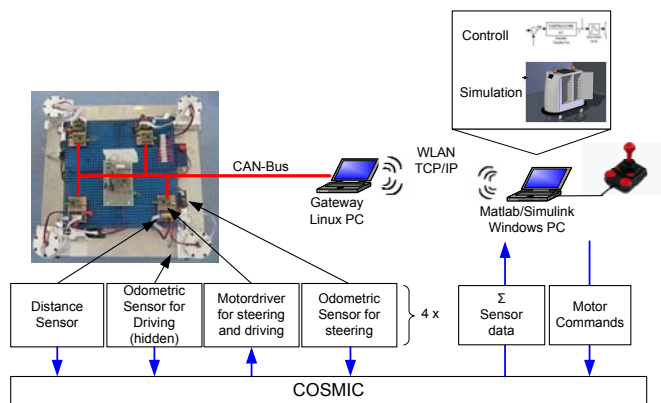 Controll
Simulation
CAN-Bus
WLAN
TCP/IP
Gateway
Linux PC
Matlab/Simulink
Windows PC
Distance
Sensor
Odometric
Sensor for
Driving
(hidden)
Motordriver
for steering
and driving
Odometric
Sensor for
steering
4 x
Σ
Sensor
data
Motor
Commands
COSMIC